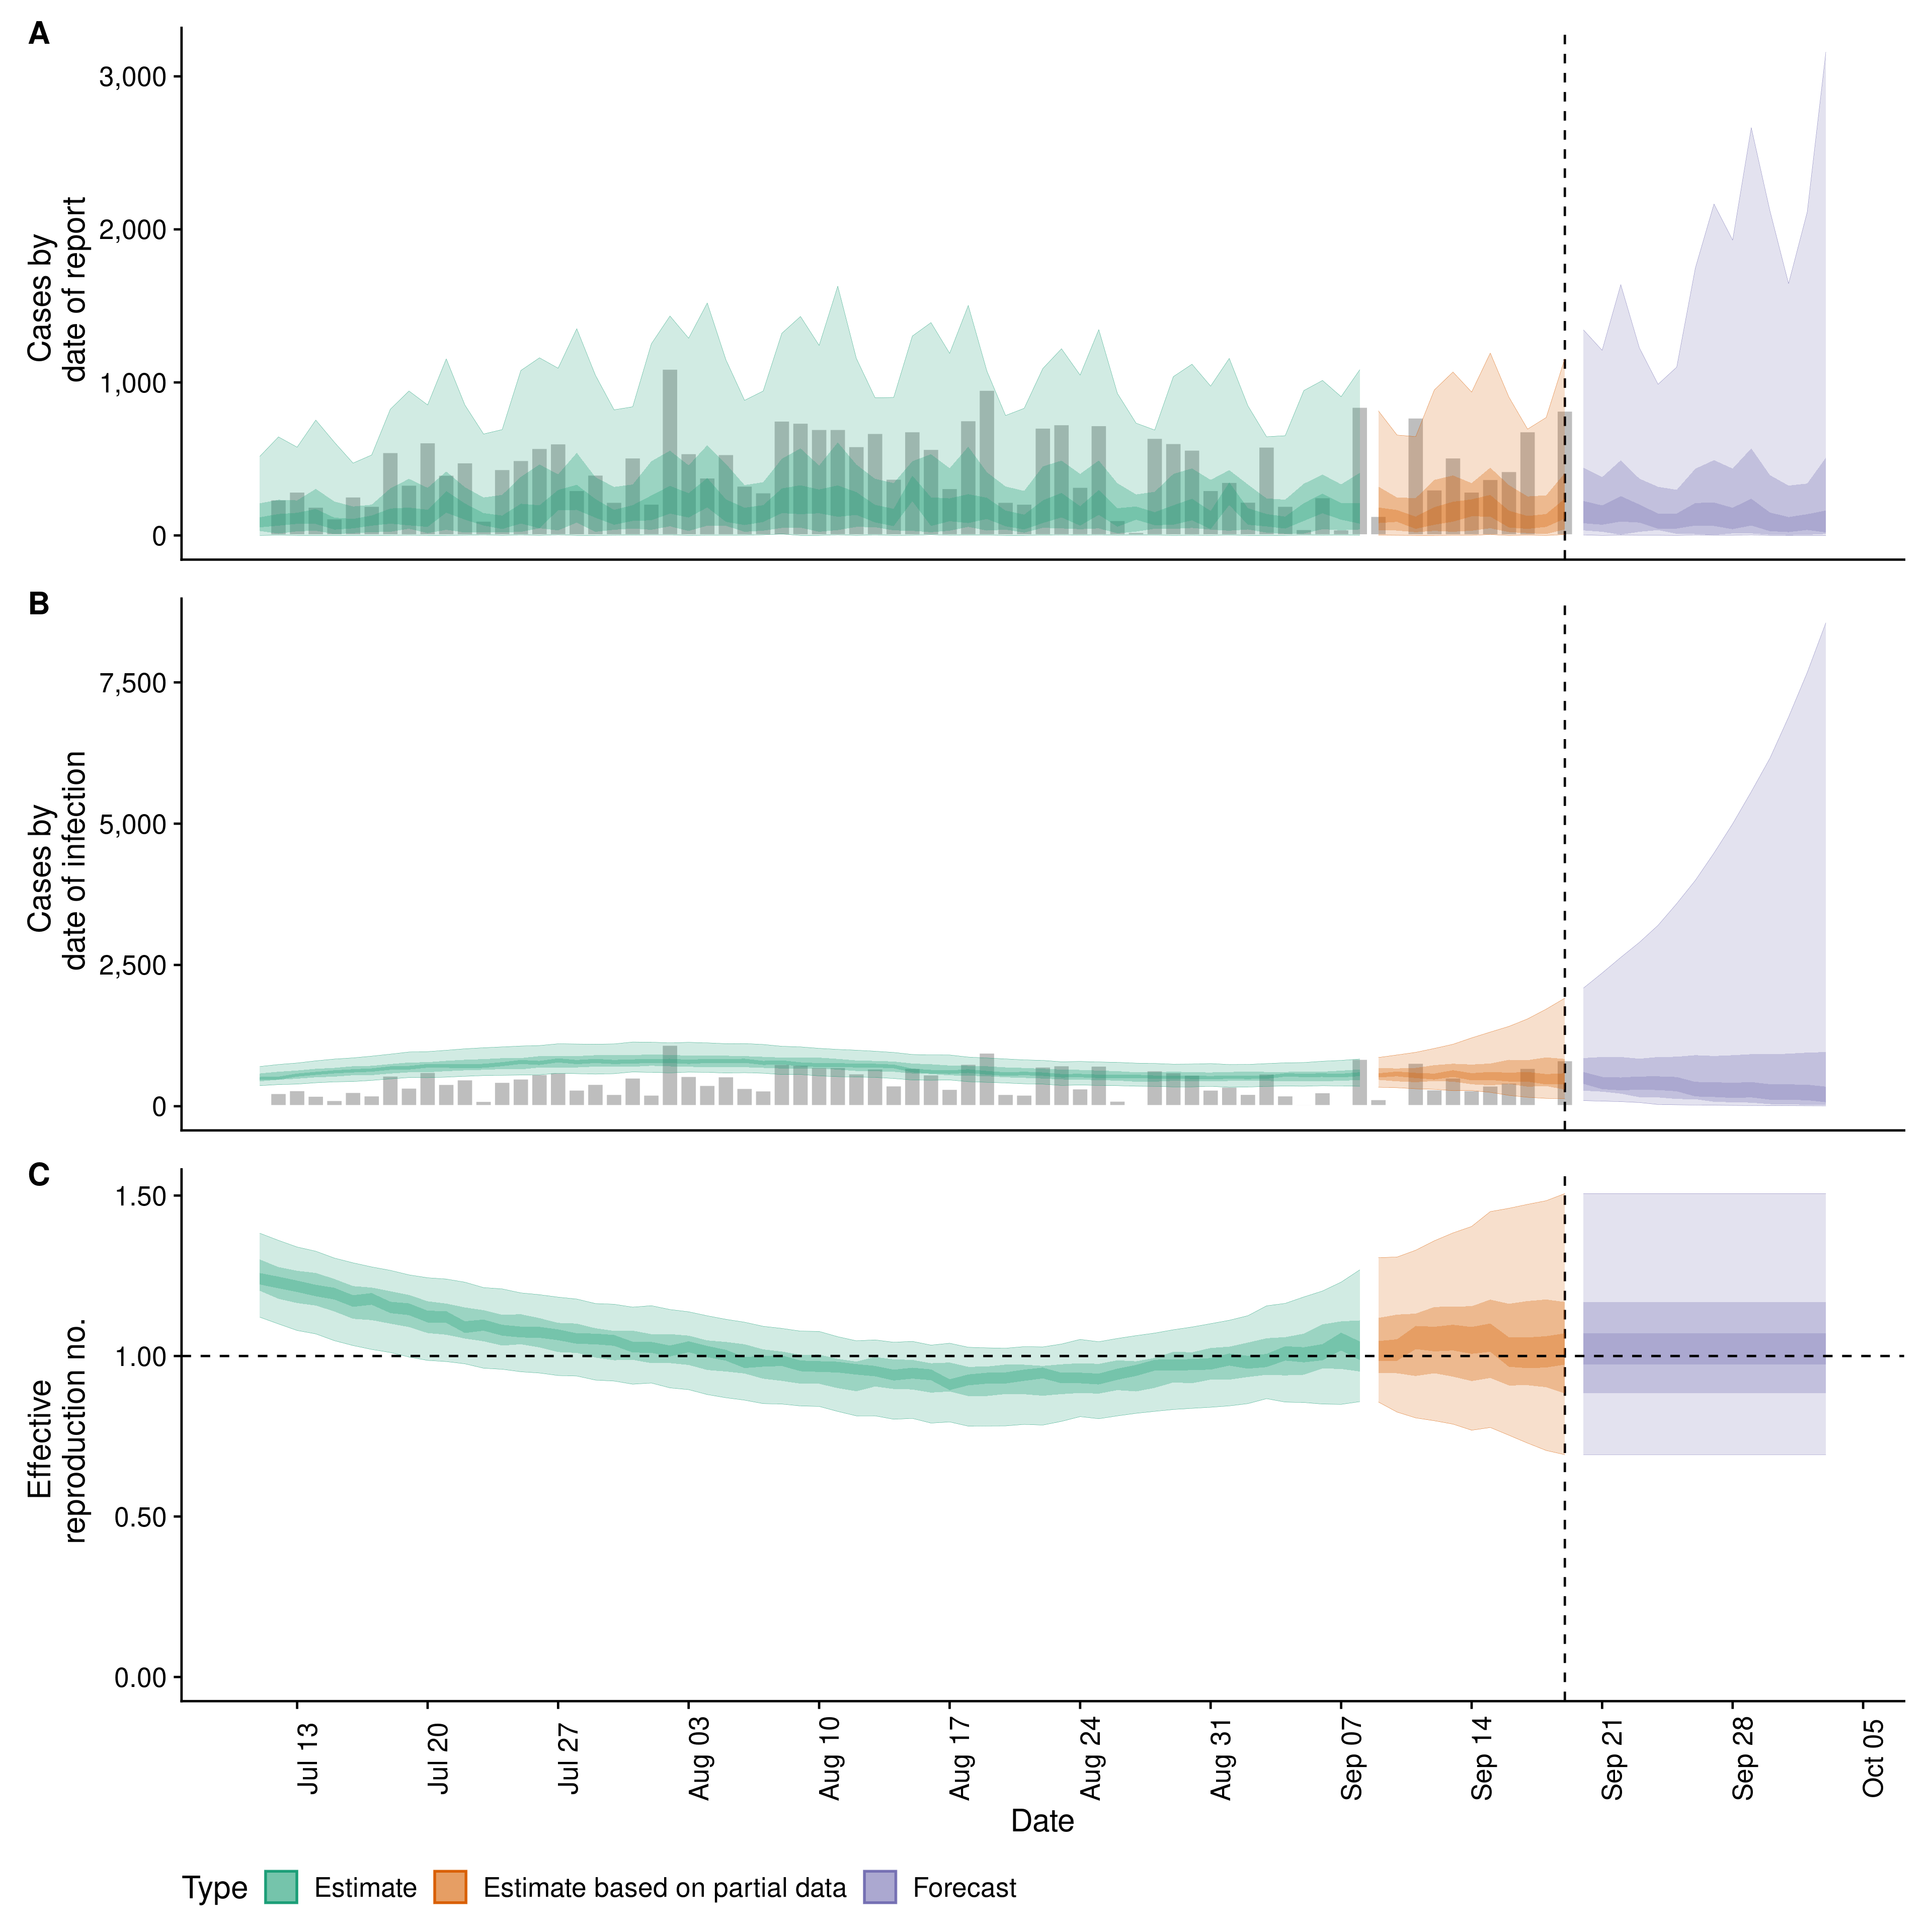 A
Cases by
date of report
3,000
2,000
1,000
0
B
Cases by
date of infection
7,500
5,000
2,500
0
C
Effective
reproduction no.
1.50
1.00
0.50
0.00
Jul 13
Jul 20
Jul 27
Aug 03
Aug 10
Aug 17
Aug 24
Aug 31
Sep 07
Sep 14
Sep 21
Sep 28
Oct 05
Date
Type
Estimate
Estimate based on partial data
Forecast